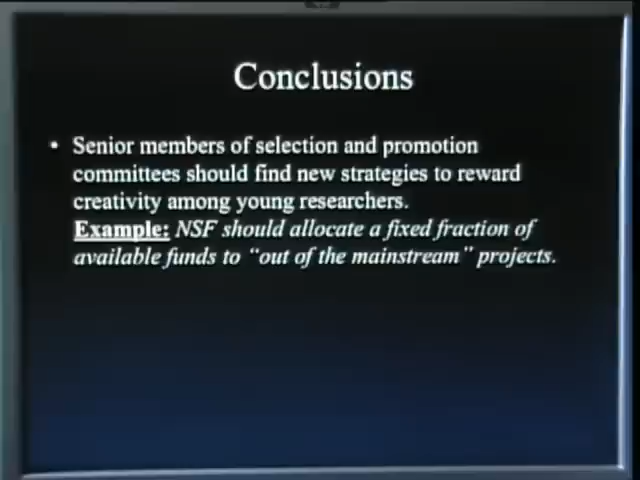 Conclusions
• Senior members of selection and promotion
committees should find new strategies to reward
creativity among young researchers.
Example: NSF should allocate a fixed fraction of
available funds to “out of the mainstream” projects.